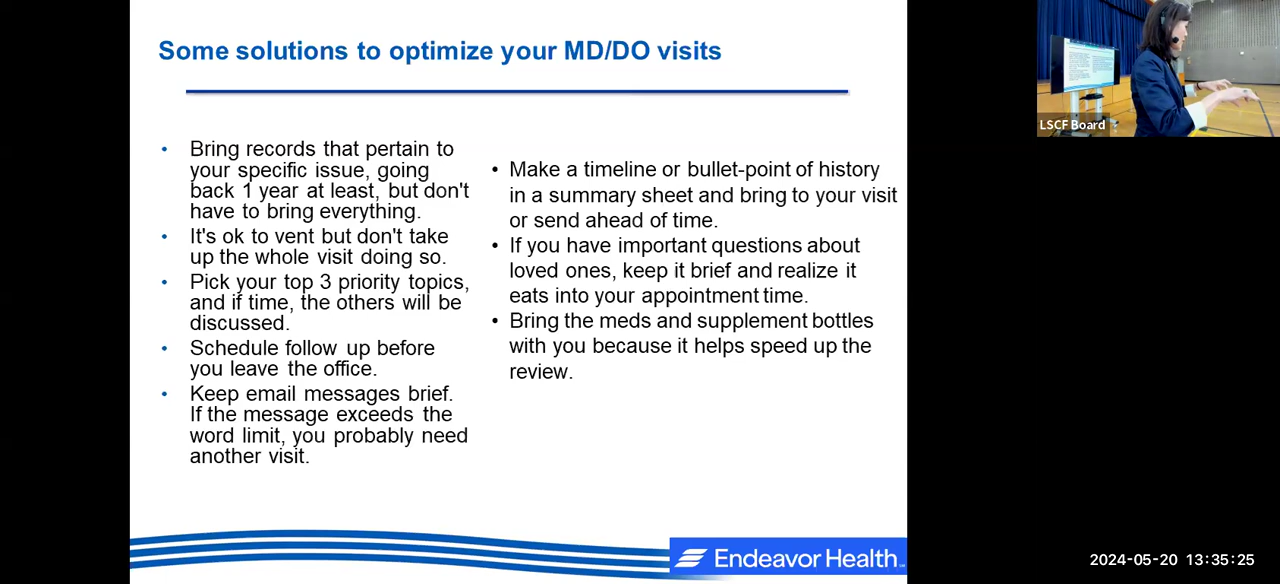 Some solutions to optimize your MD/DO visits
• Bring records that pertain to
your specific issue, going
back 1 year at least, but don't
have to bring everything.
• It's ok to vent but don't take
up the whole visit doing so.
• Pick your top 3 priority topics,
and if time, the others will be
discussed.
• Schedule follow up before
you leave the office.
• Keep email messages brief.
If the message exceeds the
word limit, you probably need
another visit.
• Make a timeline or bullet-point of history
in a summary sheet and bring to your visit
or send ahead of time.
• If you have important questions about
loved ones, keep it brief and realize it
eats into your appointment time.
• Bring the meds and supplement bottles
with you because it helps speed up the
review.
Endeavor Health
LSCF Board
2024-05-20 13:35:25